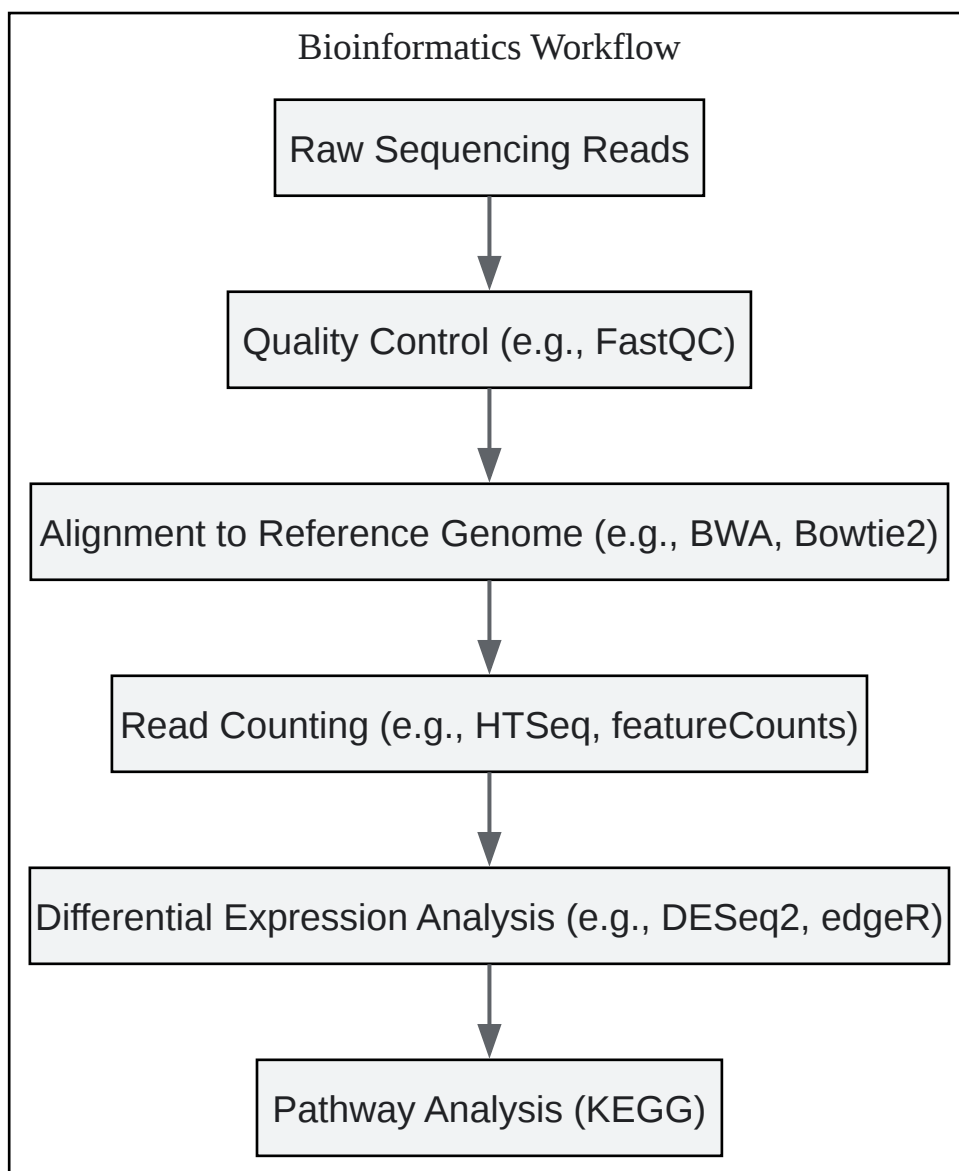 Bioinformatics Workflow
Raw Sequencing Reads
Quality Control (e.g., FastQC)
Alignment to Reference Genome (e.g., BWA, Bowtie2)
Read Counting (e.g., HTSeq, featureCounts)
Differential Expression Analysis (e.g., DESeq2, edgeR)
Pathway Analysis (KEGG)